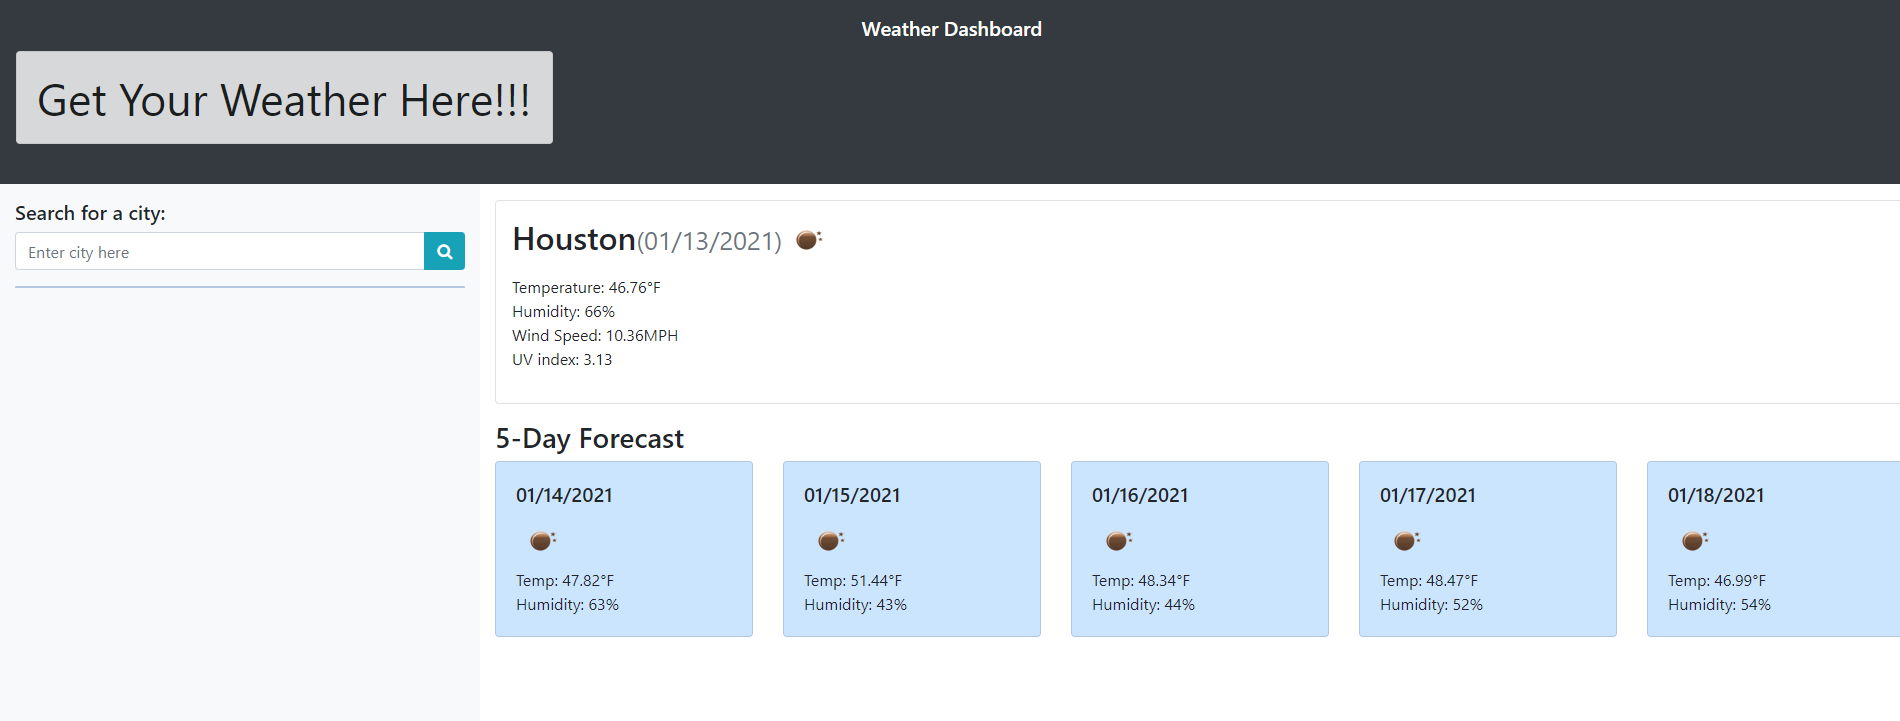 Weather Dashboard
Get Your Weather Here!!!
Search for a city:
Enter city here
Houston(01/13/2021)
Temperature: 46.76°F
Humidity: 66%
Wind Speed: 10.36MPH
UV index: 3.13
5-Day Forecast
01/14/2021
Temp: 47.82°F
Humidity: 63%
01/15/2021
Temp: 51.44°F
Humidity: 43%
01/16/2021
Temp: 48.34°F
Humidity: 44%
01/17/2021
Temp: 48.47°F
Humidity: 52%
01/18/2021
Temp: 46.99°F
Humidity: 54%